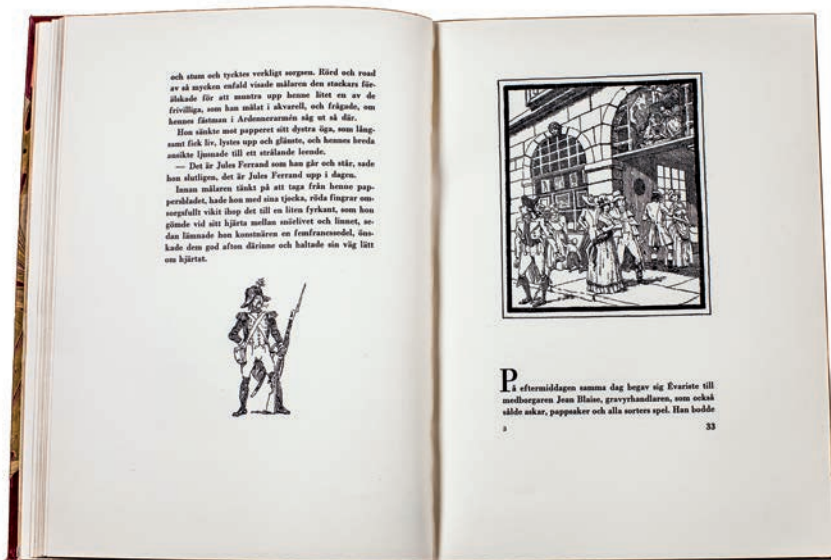 och stum och tycktes verkligt sorgsen. Rörd och road
av så mycken enfald visade målaren den stackars för-
älskade för att muntra upp henne litet en av de
frivilliga, som han målat i akvarell, och frågade, om
hennes fästman i Ardennerarmén såg ut så där.
Hon sänkte mot papperet sitt dystra öga, som lång-
samt fick liv, lystes upp och glänste, och hennes breda
ansikte ljusnade till ett strålande leende.
— Det är Jules Ferrand som han går och står, sade
hon slutligen, det är Jules Ferrand upp i dagen.
Innan målaren tänkt på att taga från henne pap-
persbladet, hade hon med sina tjocka, röda fingrar om-
sorgsfullt vikit ihop det till en liten fyrkant, som hon
gömde vid sitt hjärta mellan snörlivet och linnet, se-
dan lämnade hon konstnären en femfrancssedel, öns-
kade dem god afton därinne och haltade sin väg lätt
om hjärtat.
På eftermiddagen samma dag begav sig Évariste till
medborgaren Jean Blaise, gravyrhandlaren, som också
sålde askar, pappsaker och alla sorters spel. Han bodde
3 33